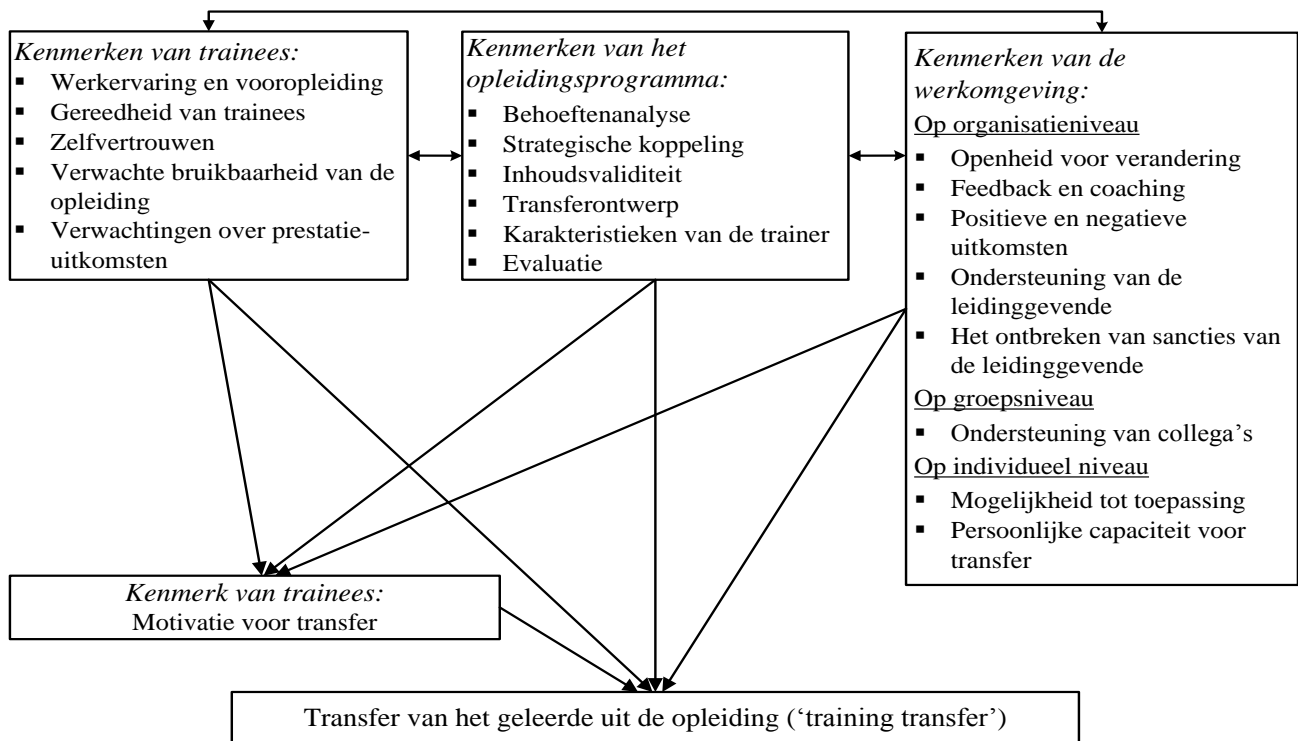 Kenmerken van trainees:
▪ Werkervaring en vooropleiding
▪ Gereedheid van trainees
▪ Zelfvertrouwen
▪ Verwachte bruikbaarheid van de
opleiding
▪ Verwachtingen over prestatie-
uitkomsten
Kenmerken van het
opleidingsprogramma:
▪ Behoeftenanalyse
▪ Strategische koppeling
▪ Inhoudsvaliditeit
▪ Transferontwerp
▪ Karakteristieken van de trainer
▪ Evaluatie
Kenmerken van de
werkomgeving:
Op organisatieniveau
▪ Openheid voor verandering
▪ Feedback en coaching
▪ Positieve en negatieve
uitkomsten
▪ Ondersteuning van de
leidinggevende
▪ Het ontbreken van sancties van
de leidinggevende
Op groepsniveau
▪ Ondersteuning van collega’s
Op individueel niveau
▪ Mogelijkheid tot toepassing
▪ Persoonlijke capaciteit voor
transfer
Kenmerk van trainees:
Motivatie voor transfer
Transfer van het geleerde uit de opleiding (‘training transfer’)